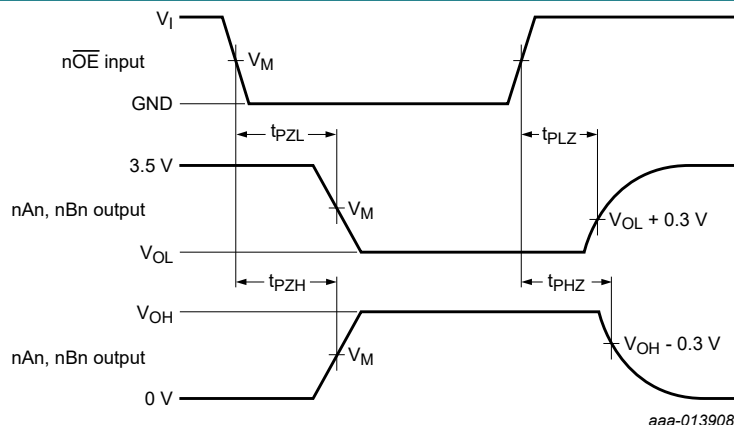 V_I
nO̅E̅ input
V_M
GND
t_PZL
t_PLZ
3.5 V
nAn, nBn output
V_M
V_OL + 0.3 V
V_OL
t_PZH
t_PHZ
V_OH
nAn, nBn output
V_M
V_OH - 0.3 V
0 V
aaa-013908